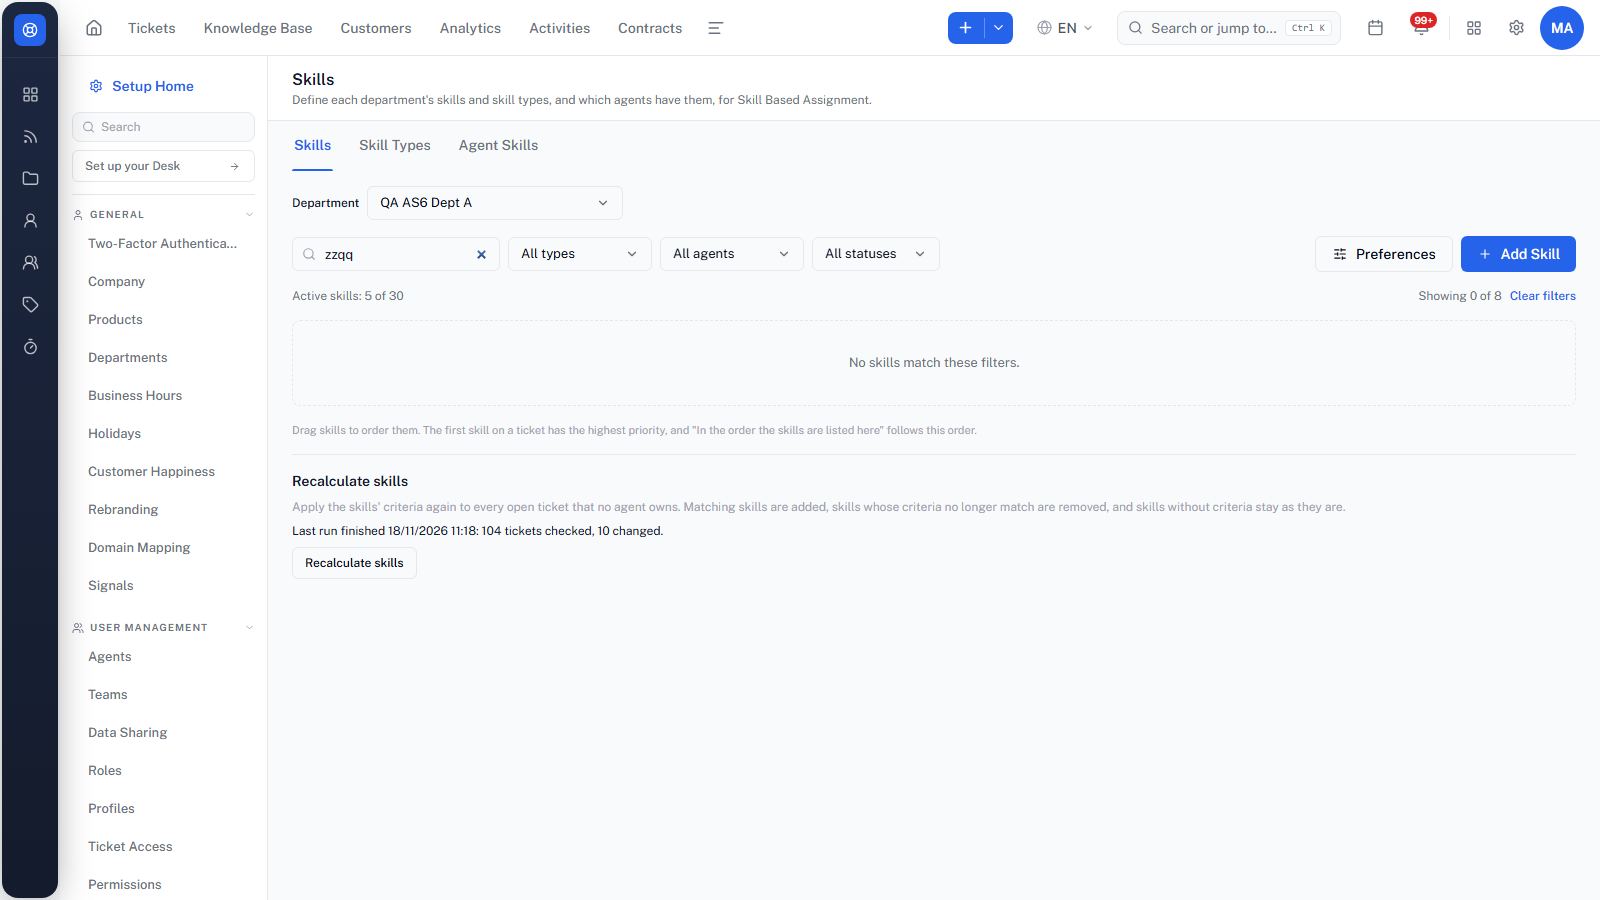 Tickets
Knowledge Base
Customers
Analytics
Activities
Contracts
EN
Search or jump to...
Ctrl K
99+
MA
Setup Home
Search
Set up your Desk
GENERAL
Two-Factor Authentica...
Company
Products
Departments
Business Hours
Holidays
Customer Happiness
Rebranding
Domain Mapping
Signals
USER MANAGEMENT
Agents
Teams
Data Sharing
Roles
Profiles
Ticket Access
Permissions
Skills
Define each department's skills and skill types, and which agents have them, for Skill Based Assignment.
Skills
Skill Types
Agent Skills
Department
QA AS6 Dept A
zzqq
All types
All agents
All statuses
Preferences
Add Skill
Active skills: 5 of 30
Showing 0 of 8
Clear filters
No skills match these filters.
Drag skills to order them. The first skill on a ticket has the highest priority, and "In the order the skills are listed here" follows this order.
Recalculate skills
Apply the skills' criteria again to every open ticket that no agent owns. Matching skills are added, skills whose criteria no longer match are removed, and skills without criteria stay as they are.
Last run finished 18/11/2026 11:18: 104 tickets checked, 10 changed.
Recalculate skills